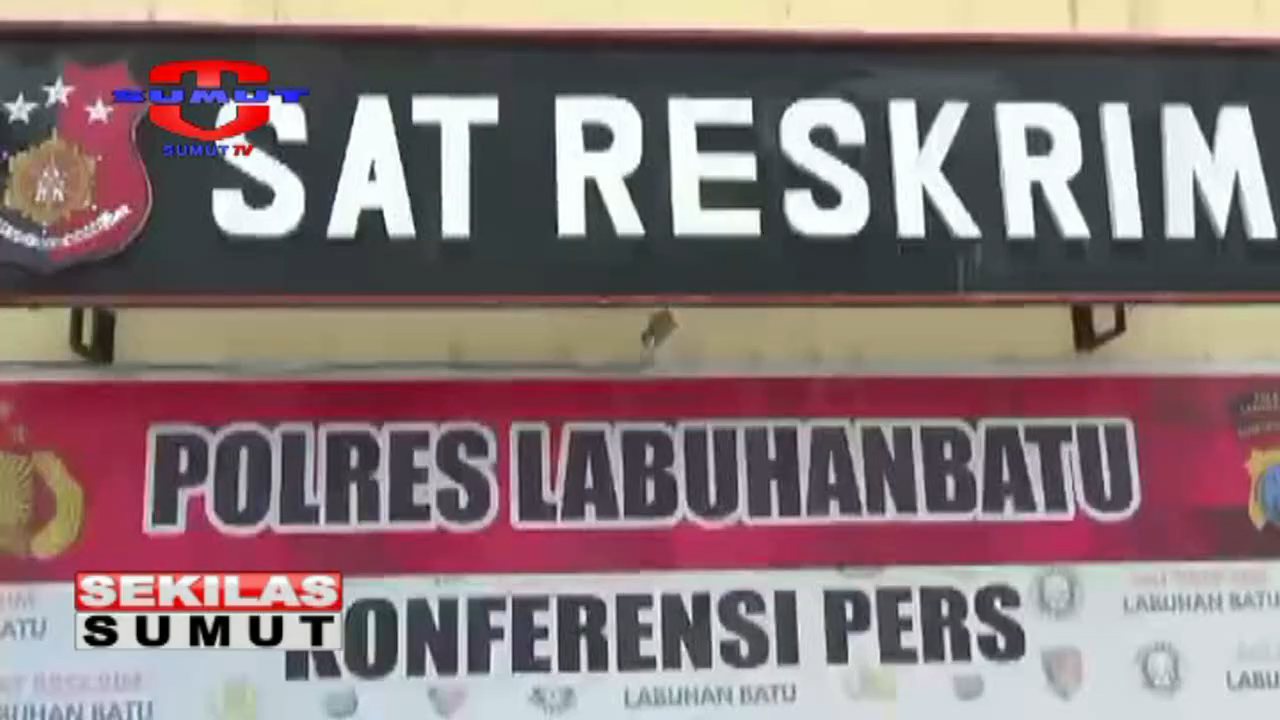 SUMUT
SUMUT TV
SAT RESKRIM
POLRES LABUHANBATU
SEKILAS
SUMUT
KONFERENSI PERS
LABUHAN BATU
LABUHAN BATU